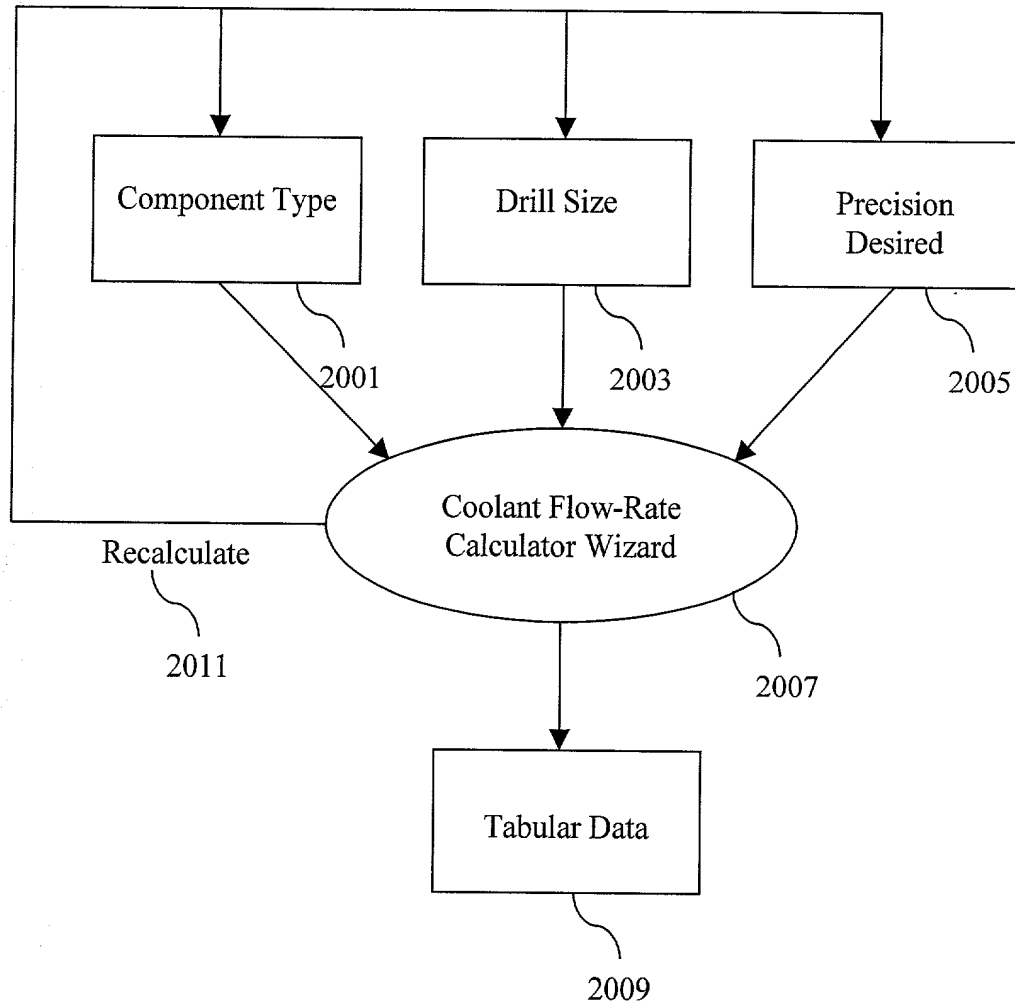 Component Type
Drill Size
Precision
Desired
2001
2003
2005
Coolant Flow-Rate
Calculator Wizard
Recalculate
2011
2007
Tabular Data
2009